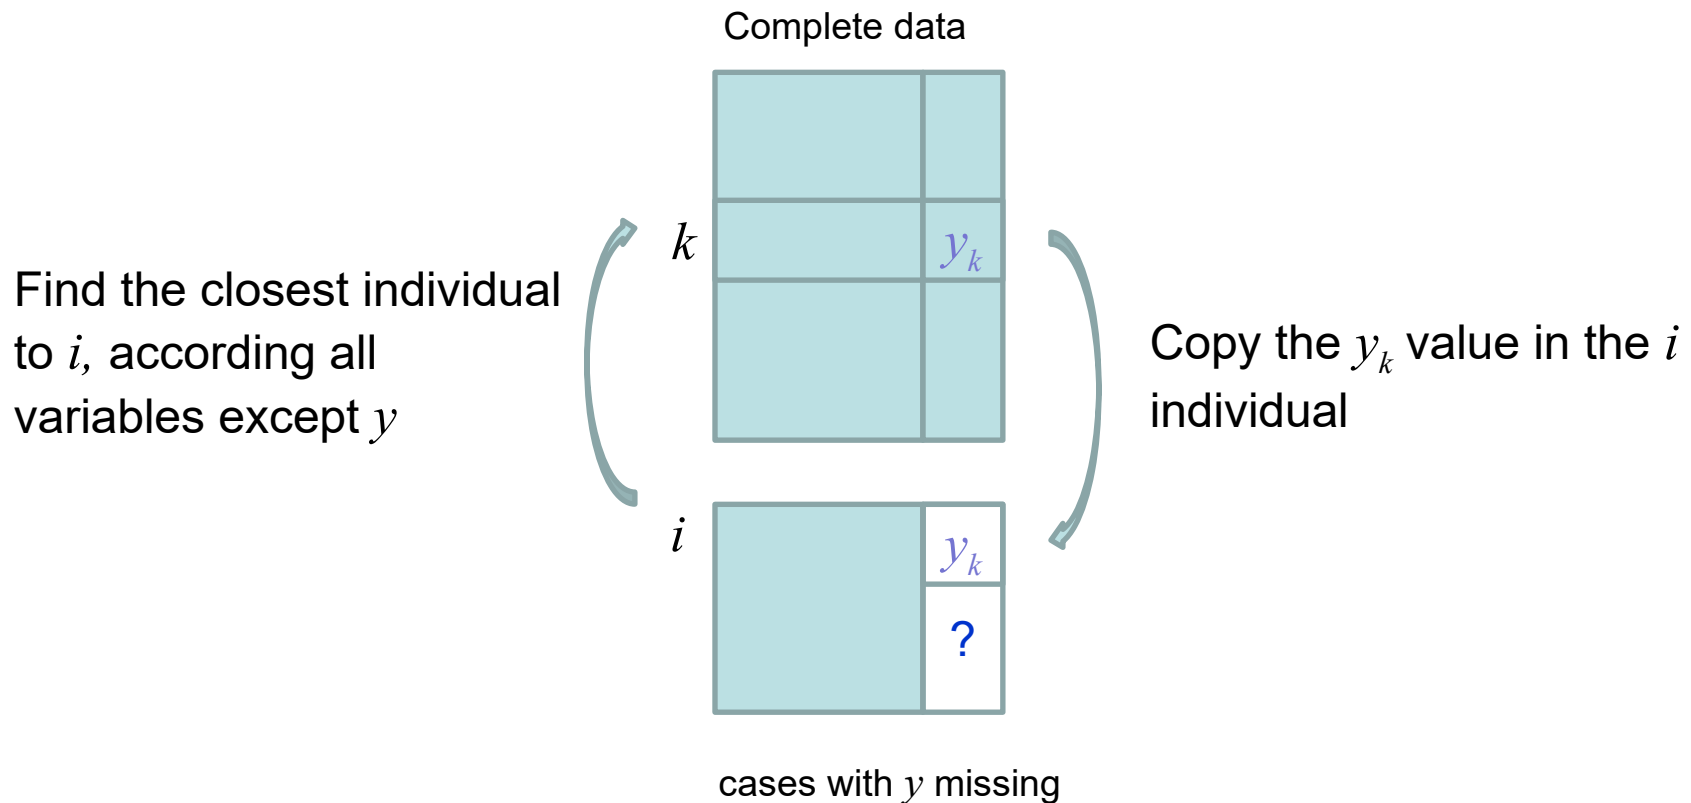 Complete data
k
y_k
Find the closest individual
to i, according all
variables except y
Copy the y_k value in the i
individual
i
y_k
?
cases with y missing